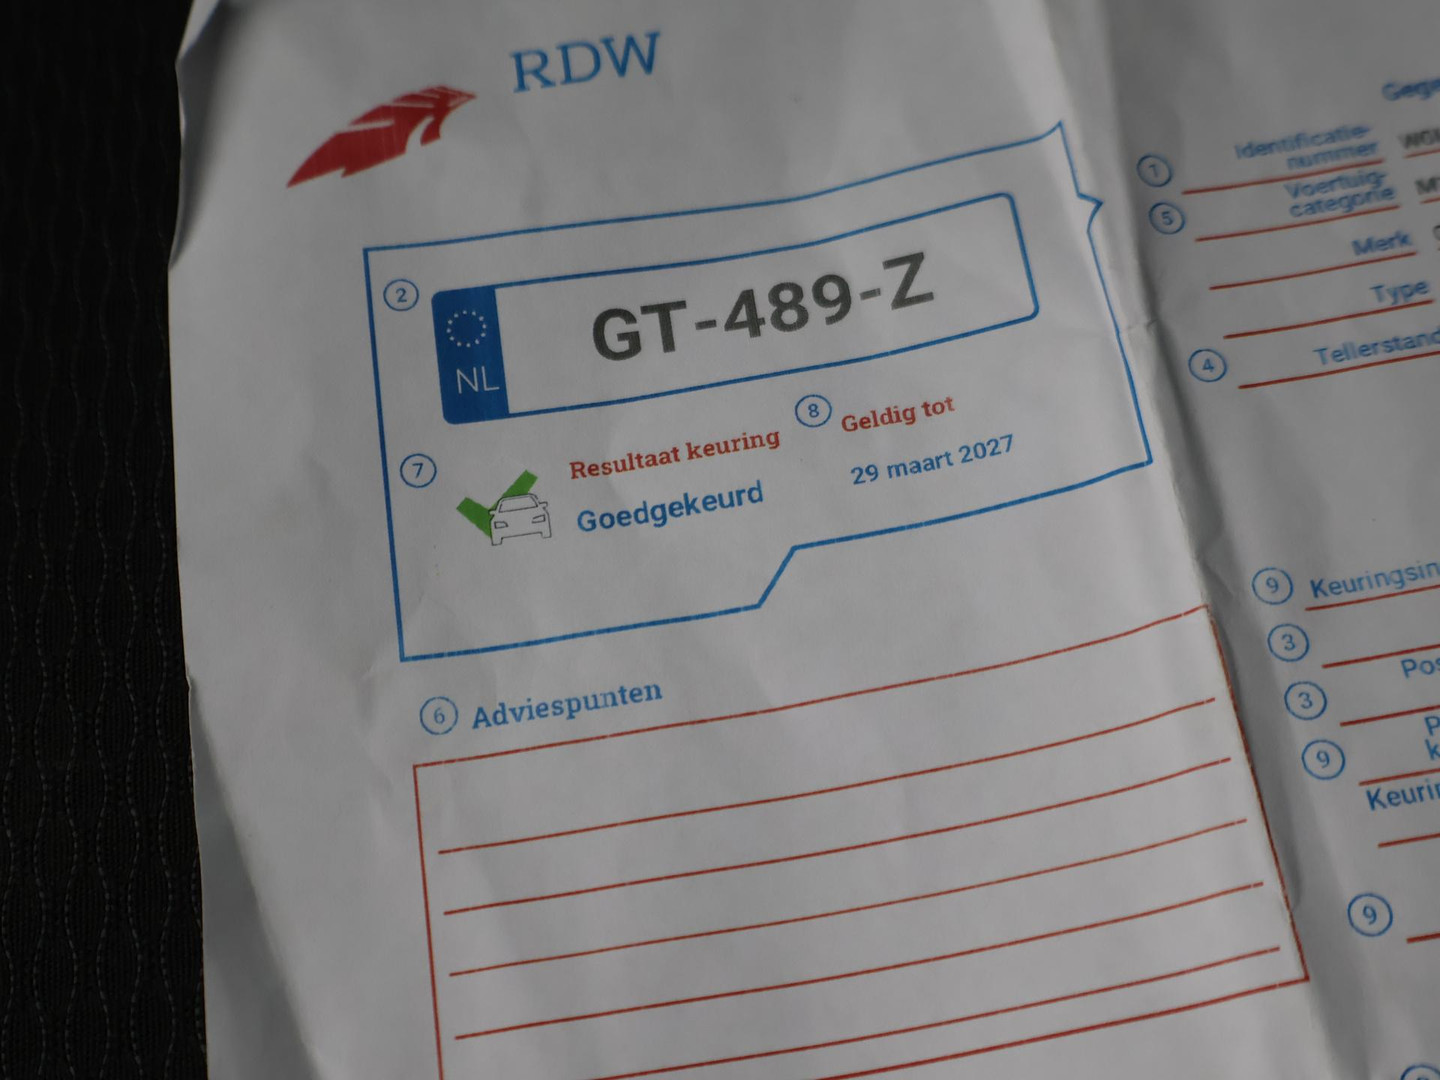 RDW
2
NL
GT-489-Z
7
Resultaat keuring
Goedgekeurd
8
Geldig tot
29 maart 2027
6 Adviespunten
1
Identificatie-
nummer
5
Voertuig-
categorie
Merk
Type
4
Tellerstand
9
3
3
9
9